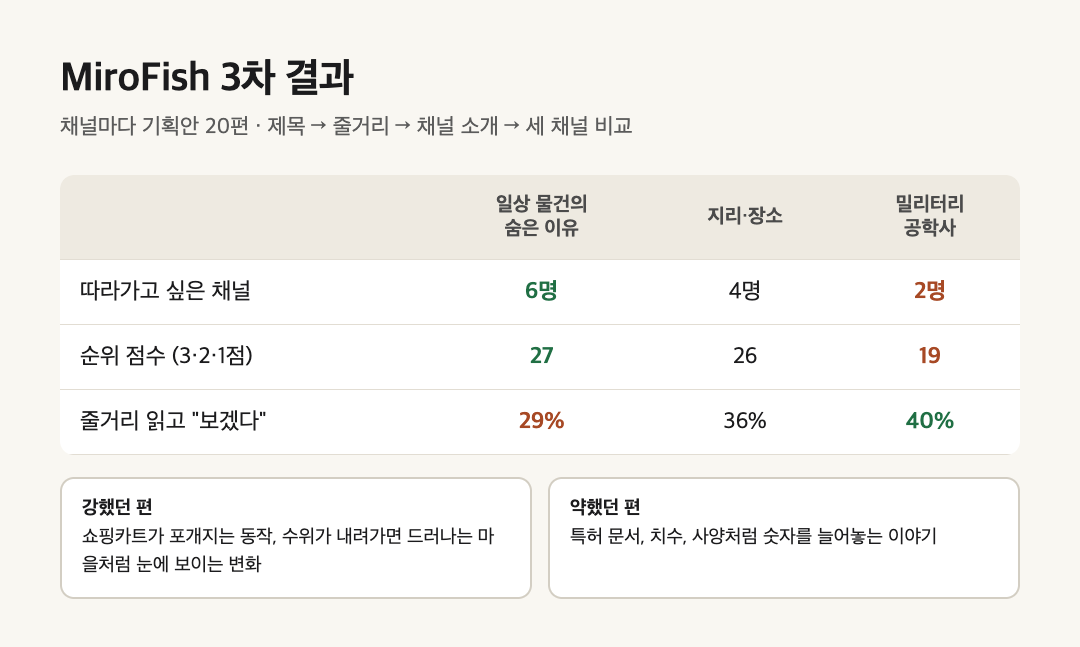 MiroFish 3차 결과
채널마다 기획안 20편 · 제목 → 줄거리 → 채널 소개 → 세 채널 비교
일상 물건의
숨은 이유
지리·장소
밀리터리
공학사
따라가고 싶은 채널 6명 4명 2명
순위 점수 (3·2·1점) 27 26 19
줄거리 읽고 "보겠다" 29% 36% 40%
강했던 편
쇼핑카트가 포개지는 동작, 수위가 내려가면 드러나는 마
을처럼 눈에 보이는 변화
약했던 편
특허 문서, 치수, 사양처럼 숫자를 늘어놓는 이야기